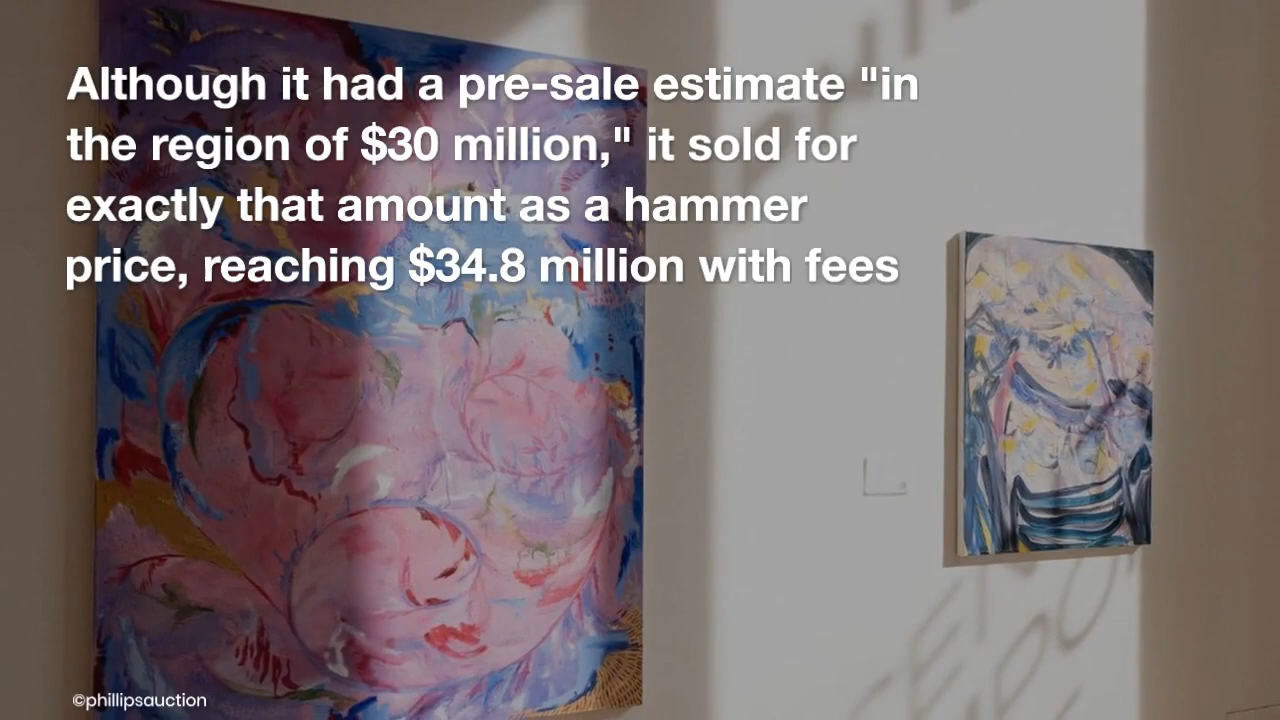 Although it had a pre-sale estimate "in
the region of $30 million," it sold for
exactly that amount as a hammer
price, reaching $34.8 million with fees
©phillipsauction